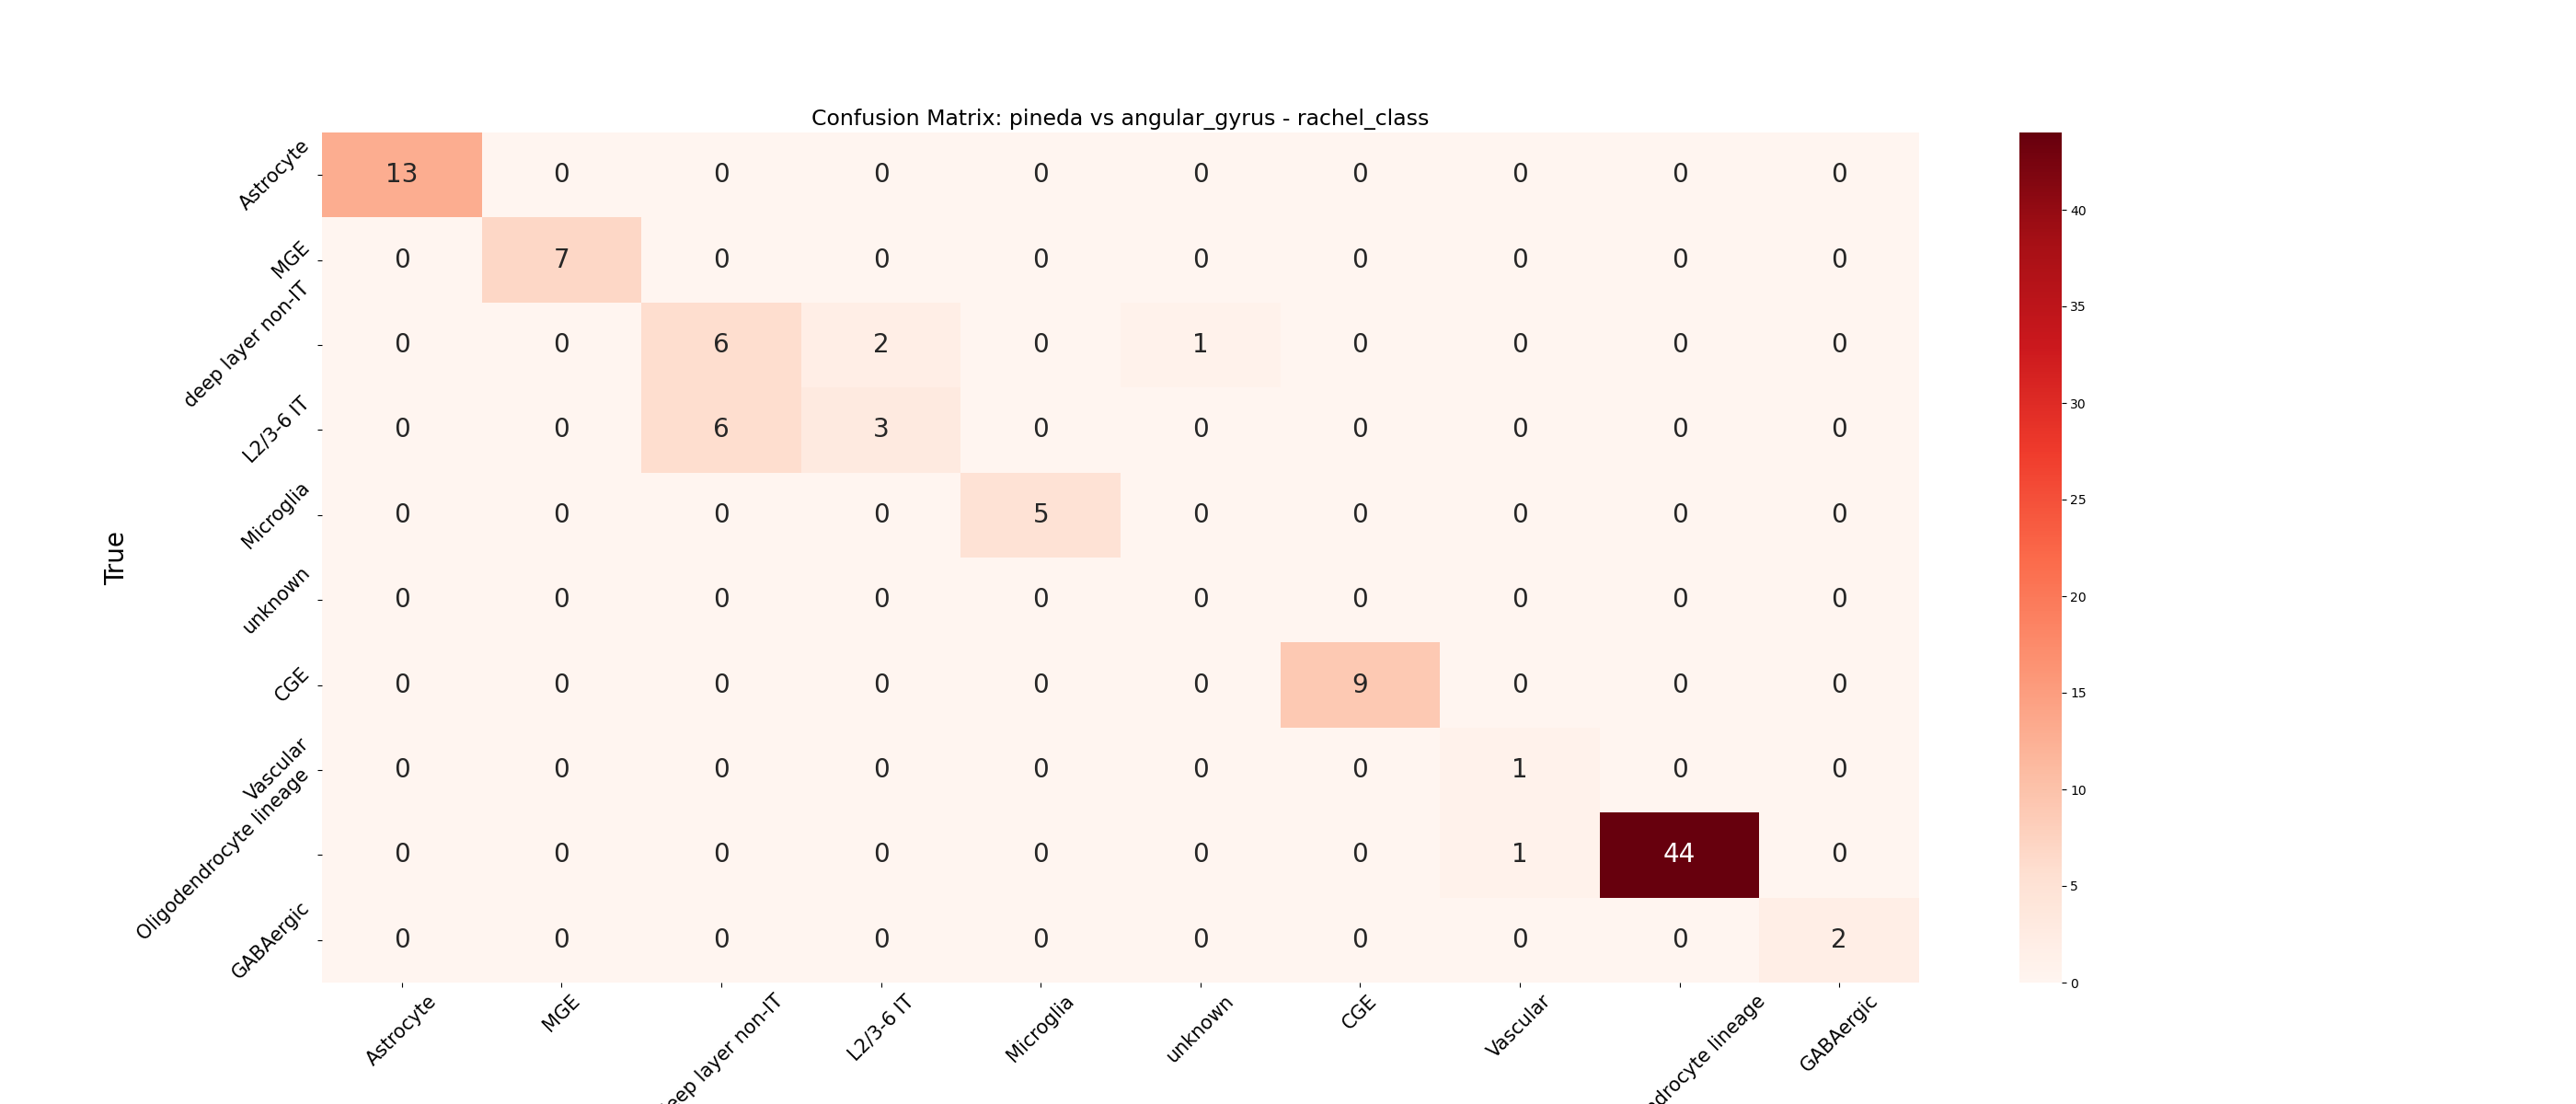 Confusion Matrix: pineda vs angular_gyrus - rachel_class
True
Astrocyte 13 0 0 0 0 0 0 0 0 0
MGE 0 7 0 0 0 0 0 0 0 0
deep layer non-IT 0 0 6 2 0 1 0 0 0 0
L2/3-6 IT 0 0 6 3 0 0 0 0 0 0
Microglia 0 0 0 0 5 0 0 0 0 0
unknown 0 0 0 0 0 0 0 0 0 0
CGE 0 0 0 0 0 0 9 0 0 0
Vascular 0 0 0 0 0 0 0 1 0 0
Oligodendrocyte lineage 0 0 0 0 0 0 0 1 44 0
GABAergic 0 0 0 0 0 0 0 0 0 2
Astrocyte
MGE
eep layer non-IT
L2/3-6 IT
Microglia
unknown
CGE
Vascular
ndrocyte lineage
GABAergic
40
35
30
25
20
15
10
5
0